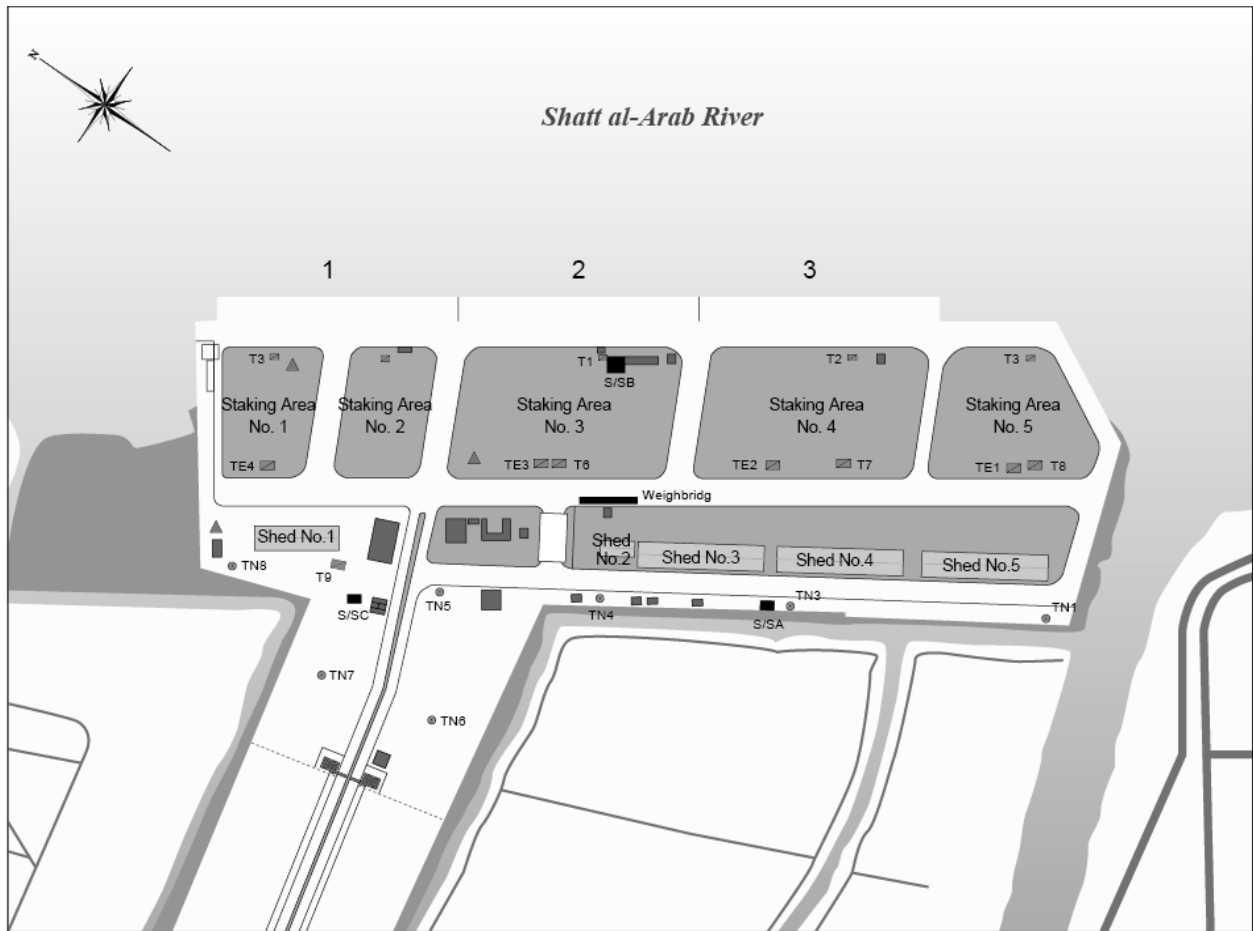 N
Shatt al-Arab River
1
2
3
T3
T1
S/SB
T2
T3
Staking Area
No. 1
Staking Area
No. 2
Staking Area
No. 3
Staking Area
No. 4
Staking Area
No. 5
TE4
TE3
T6
TE2
T7
TE1
T8
Weighbridg
Shed No.1
Shed
No.2
Shed No.3
Shed No.4
Shed No.5
TN8
T9
S/SC
TN5
TN4
S/SA
TN3
TN1
TN7
TN6